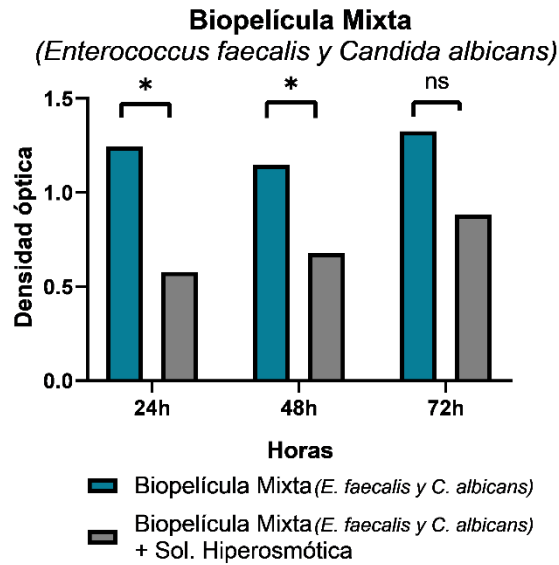 Biopelícula Mixta
(Enterococcus faecalis y Candida albicans)
* * ns
1.5
1.0
0.5
0.0
Densidad óptica
24h 48h 72h
Horas
Biopelícula Mixta (E. faecalis y C. albicans)
Biopelícula Mixta (E. faecalis y C. albicans)
+ Sol. Hiperosmótica